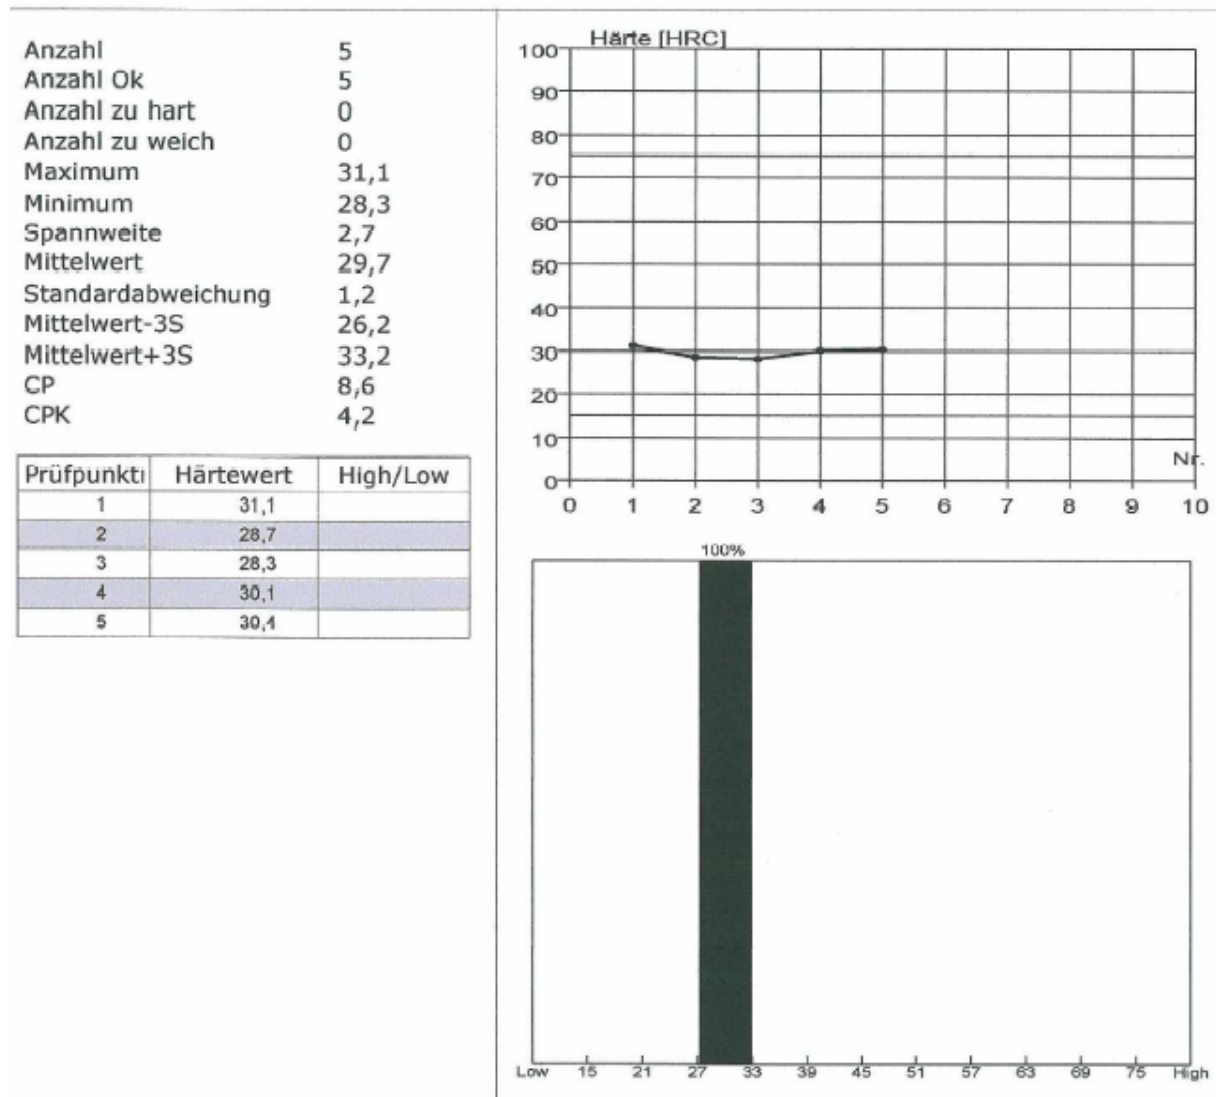 Anzahl 5
Anzahl Ok 5
Anzahl zu hart 0
Anzahl zu weich 0
Maximum 31,1
Minimum 28,3
Spannweite 2,7
Mittelwert 29,7
Standardabweichung 1,2
Mittelwert-3S 26,2
Mittelwert+3S 33,2
CP 8,6
CPK 4,2
Prüfpunkt Härtewert High/Low
1 31,1
2 28,7
3 28,3
4 30,1
5 30,4
Härte [HRC]
100
90
80
70
60
50
40
30
20
10
0
Nr.
0 1 2 3 4 5 6 7 8 9 10
100%
Low 15 21 27 33 39 45 51 57 63 69 75 High